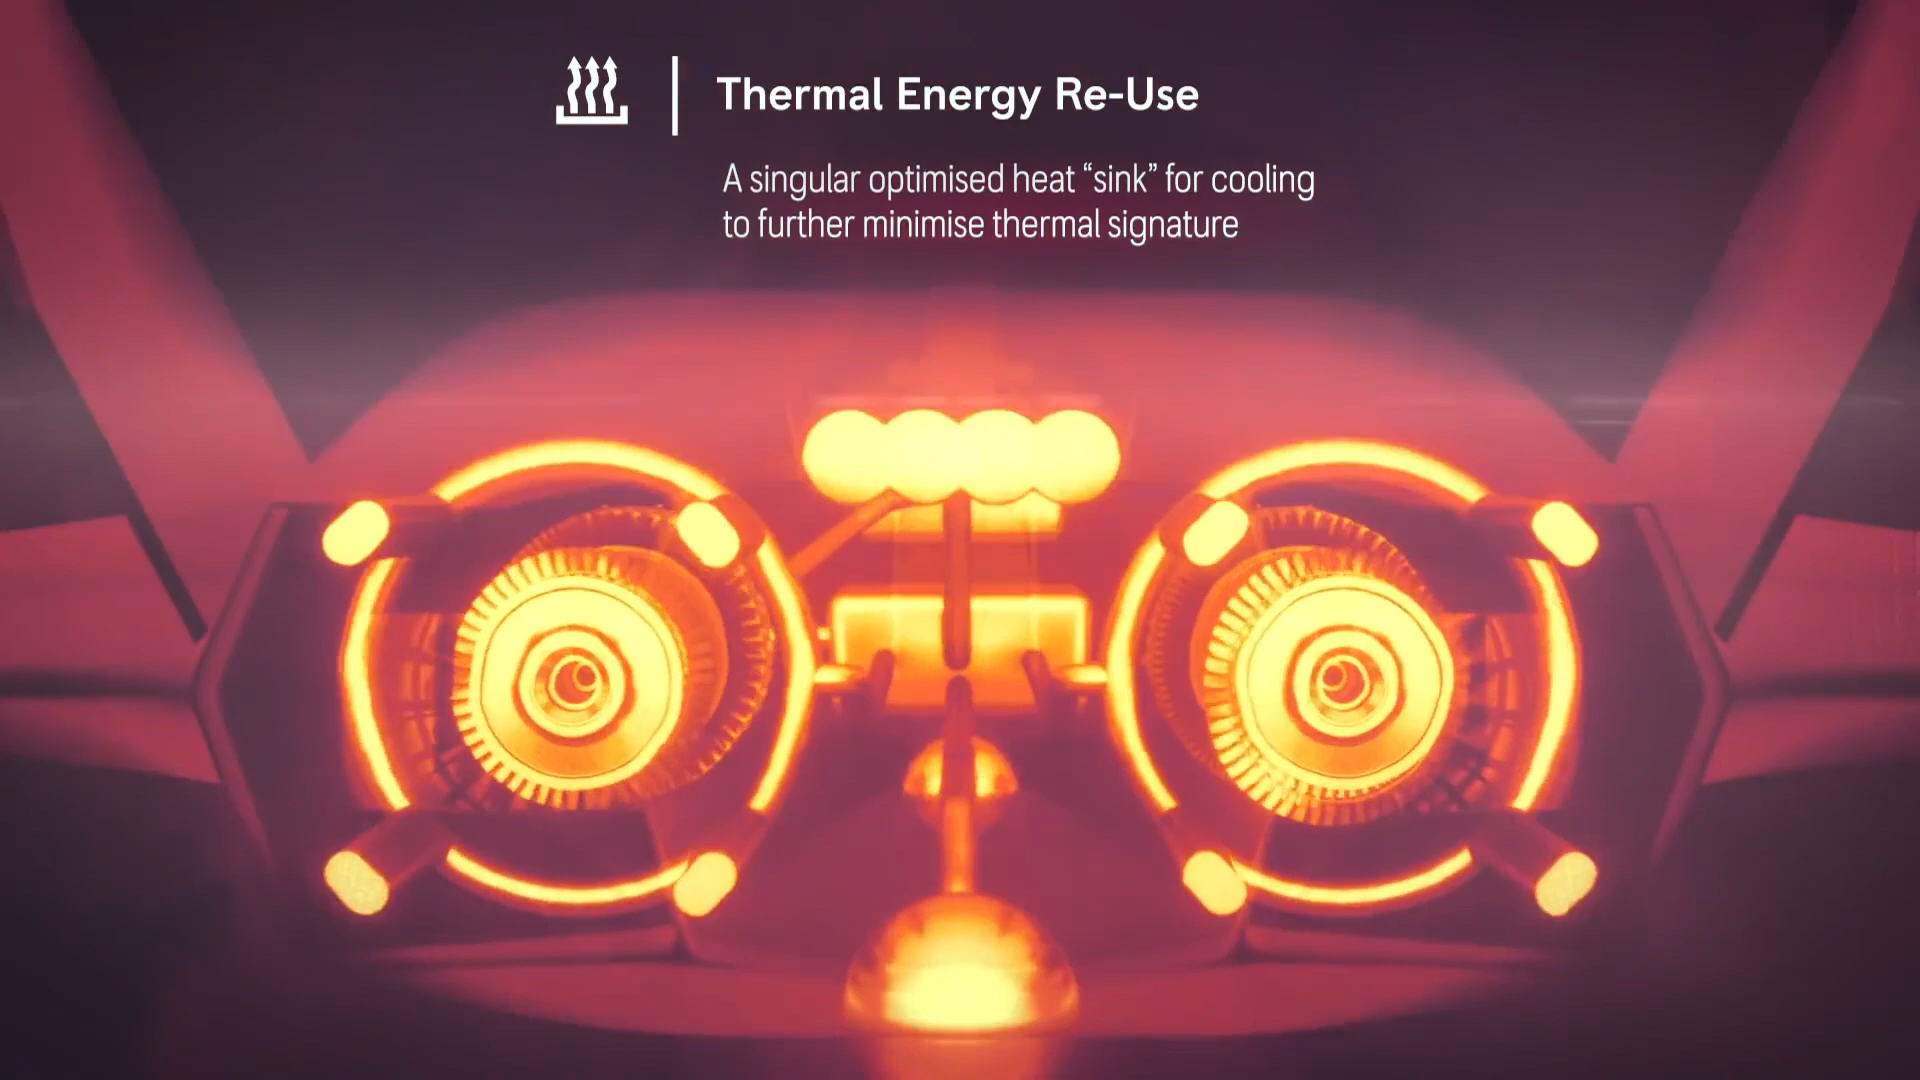 Thermal Energy Re-Use
A singular optimised heat “sink” for cooling
to further minimise thermal signature